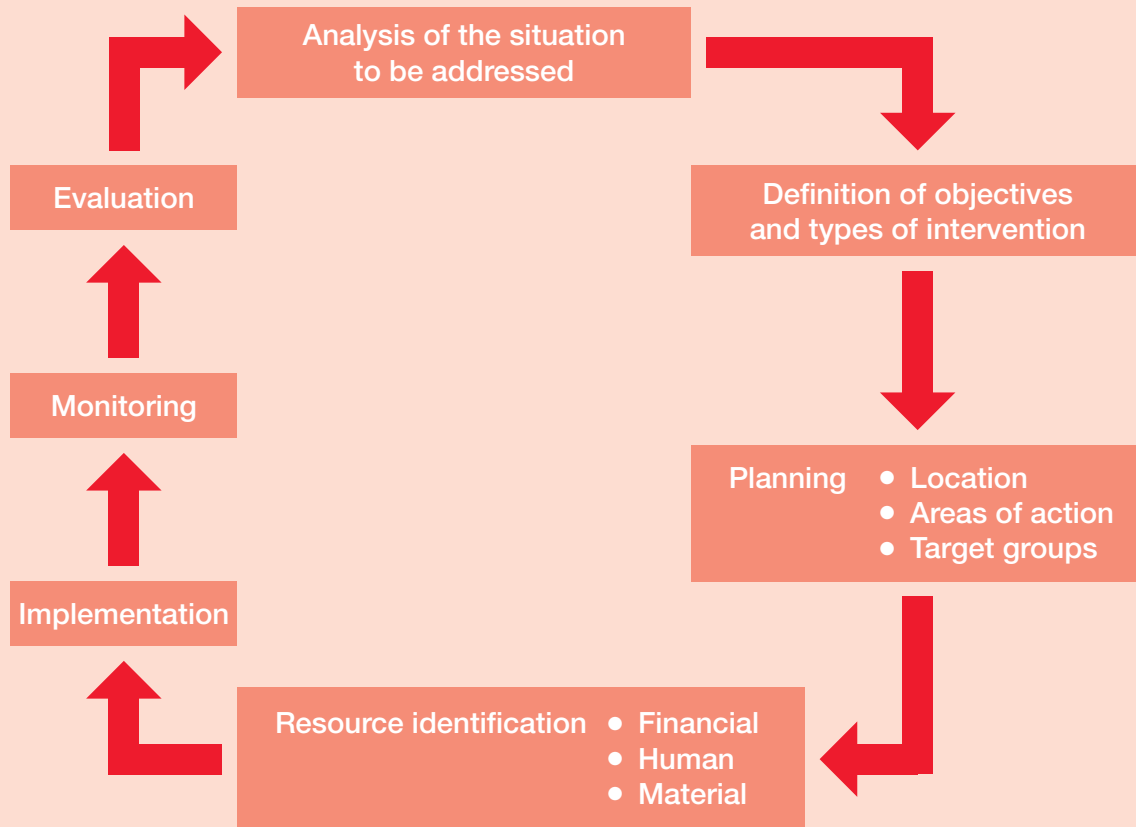 Analysis of the situation
to be addressed
Definition of objectives
and types of intervention
Planning ● Location
● Areas of action
● Target groups
Resource identification ● Financial
● Human
● Material
Implementation
Monitoring
Evaluation